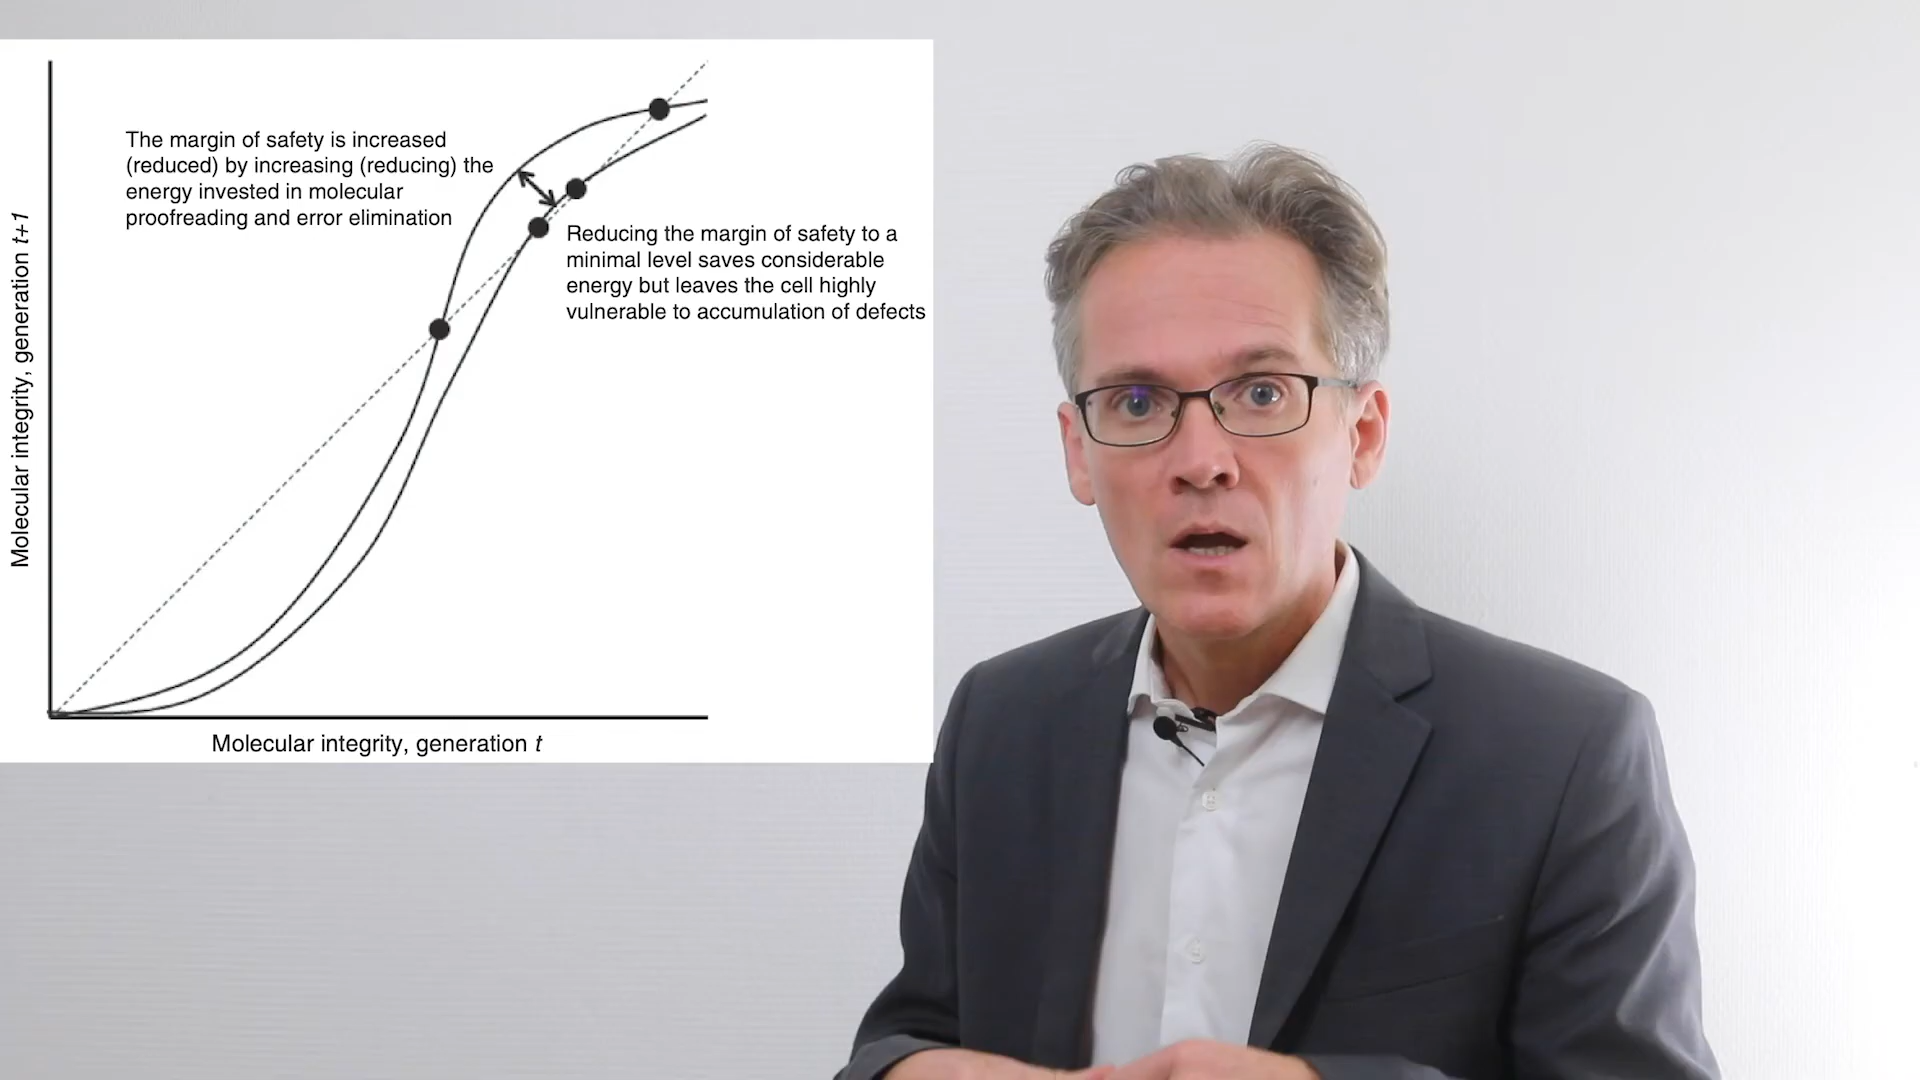 The margin of safety is increased
(reduced) by increasing (reducing) the
energy invested in molecular
proofreading and error elimination
Reducing the margin of safety to a
minimal level saves considerable
energy but leaves the cell highly
vulnerable to accumulation of defects
Molecular integrity, generation t+1
Molecular integrity, generation t